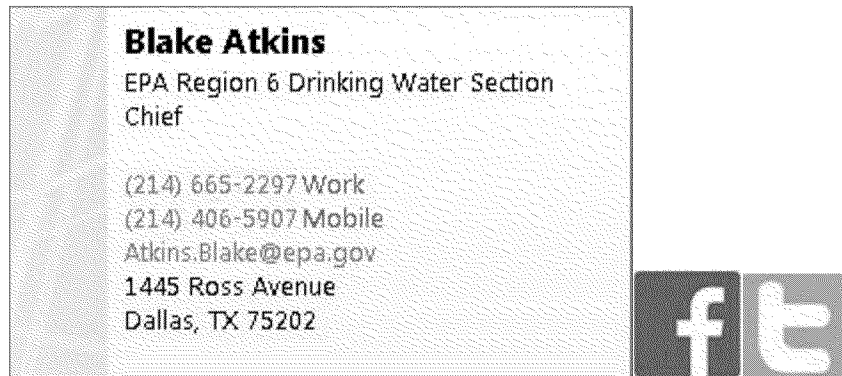 Blake Atkins
EPA Region 6 Drinking Water Section
Chief
(214) 665-2297 Work
(214) 406-5907 Mobile
Atkins.Blake@epa.gov
1445 Ross Avenue
Dallas, TX 75202
f t